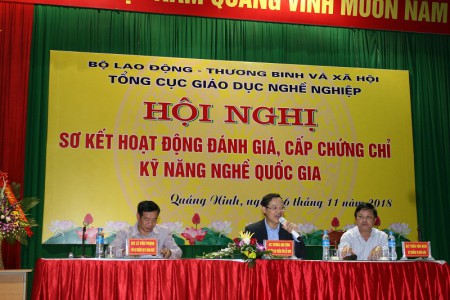 NAM QUANG VINH MUÔN NĂM
BỘ LAO ĐỘNG - THƯƠNG BINH VÀ XÃ HỘI
TỔNG CỤC GIÁO DỤC NGHỀ NGHIỆP
HỘI NGHỊ
SƠ KẾT HOẠT ĐỘNG ĐÁNH GIÁ, CẤP CHỨNG CHỈ
KỸ NĂNG NGHỀ QUỐC GIA
Quảng Ninh, 6 tháng 11 năm 2018